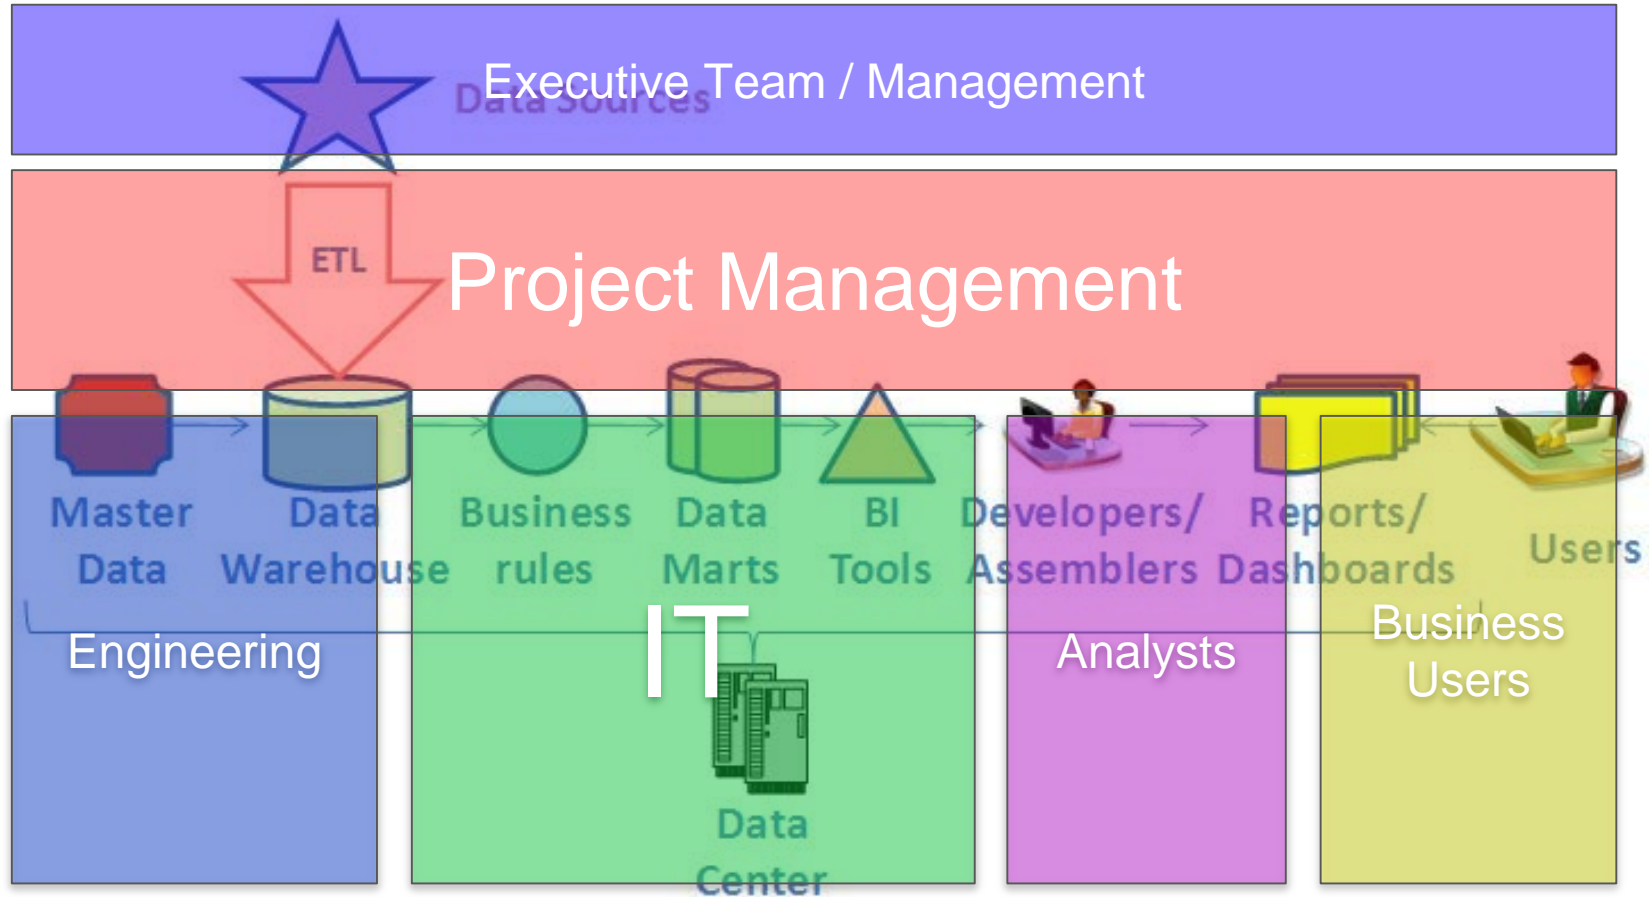 Executive Team / Management
Data Sources
ETL
Project Management
Master
Data
Data
Warehouse
Business
rules
Data
Marts
BI
Tools
Developers/
Assemblers
Reports/
Dashboards
Users
Engineering
IT
Analysts
Business
Users
Data
Center